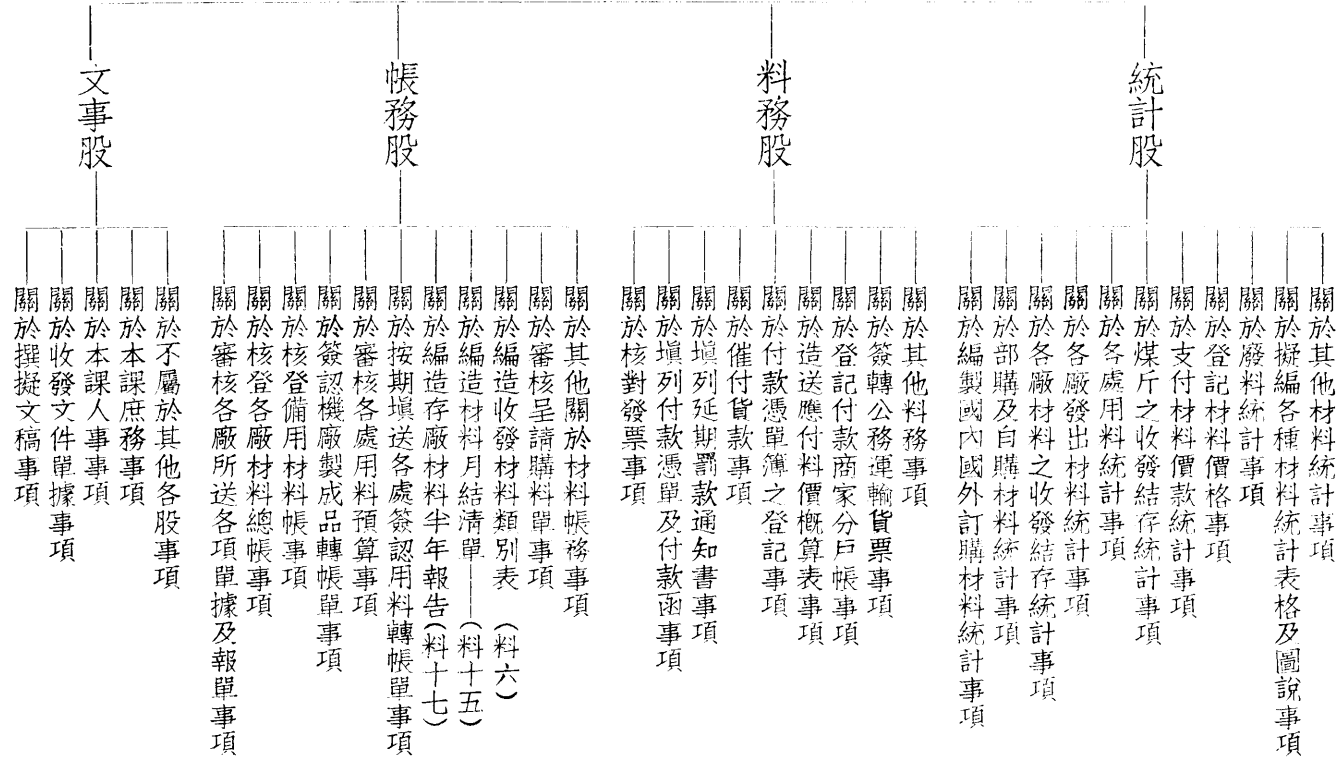 統計股
關於其他材料統計事項
關於擬編各種材料統計表格及圖說事項
關於廢料統計事項
關於登記材料價格事項
關於支付材料價款統計事項
關於煤斤之收發結存統計事項
關於各處用料統計事項
關於各廠發出材料統計事項
關於各廠材料之收發結存統計事項
關於部購及自購材料統計事項
關於編製國內國外訂購材料統計事項
料務股
關於其他料務事項
關於簽轉公務運輸貨票事項
關於登記付款商家分戶帳事項
關於造送應付料價概算表事項
關於付款憑單簿之登記事項
關於催付貨款事項
關於塡列延期罰款通知書事項
關於塡列付款憑單及付款函事項
關於核對發票事項
帳務股
關於其他關於材料帳務事項
關於審核呈請購料單事項
關於編造收發材料類別表（料六）
關於編造材料月結清單——（料十五）
關於編造存廠材料半年報告（料十七）
關於按期塡送各處簽認用料轉帳單事項
關於審核各處用料預算事項
關於簽認機廠製成品轉帳單事項
關於核登備用材料帳事項
關於核登各廠材料總帳事項
關於審核各廠所送各項單據及報單事項
文事股
關於不屬於其他各股事項
關於本課庶務事項
關於本課人事事項
關於收發文件單據事項
關於撰擬文稿事項